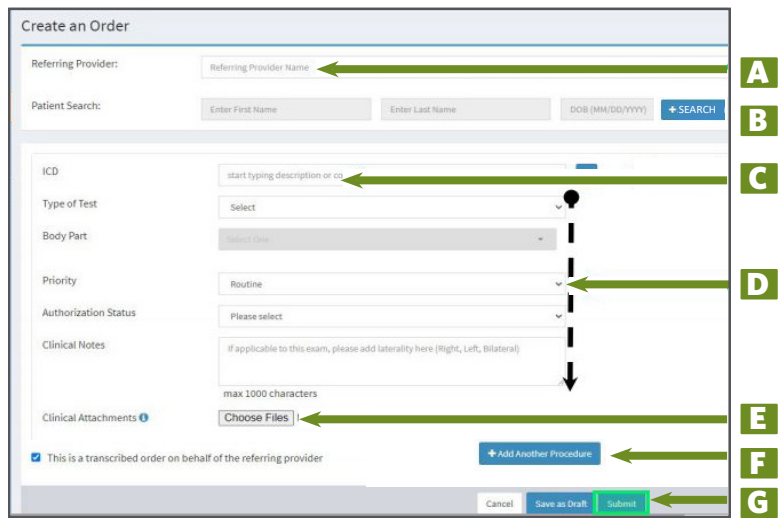 Create an Order
Referring Provider: Referring Provider Name A
Patient Search: Enter First Name Enter Last Name DOB (MM/DD/YYYY) +SEARCH B
ICD start typing description or co C
Type of Test Select
Body Part Select One
Priority Routine D
Authorization Status Please select
Clinical Notes If applicable to this exam, please add laterality here (Right, Left, Bilateral)
max 1000 characters
Clinical Attachments Choose Files E
This is a transcribed order on behalf of the referring provider +Add Another Procedure F
Cancel Save as Draft Submit G